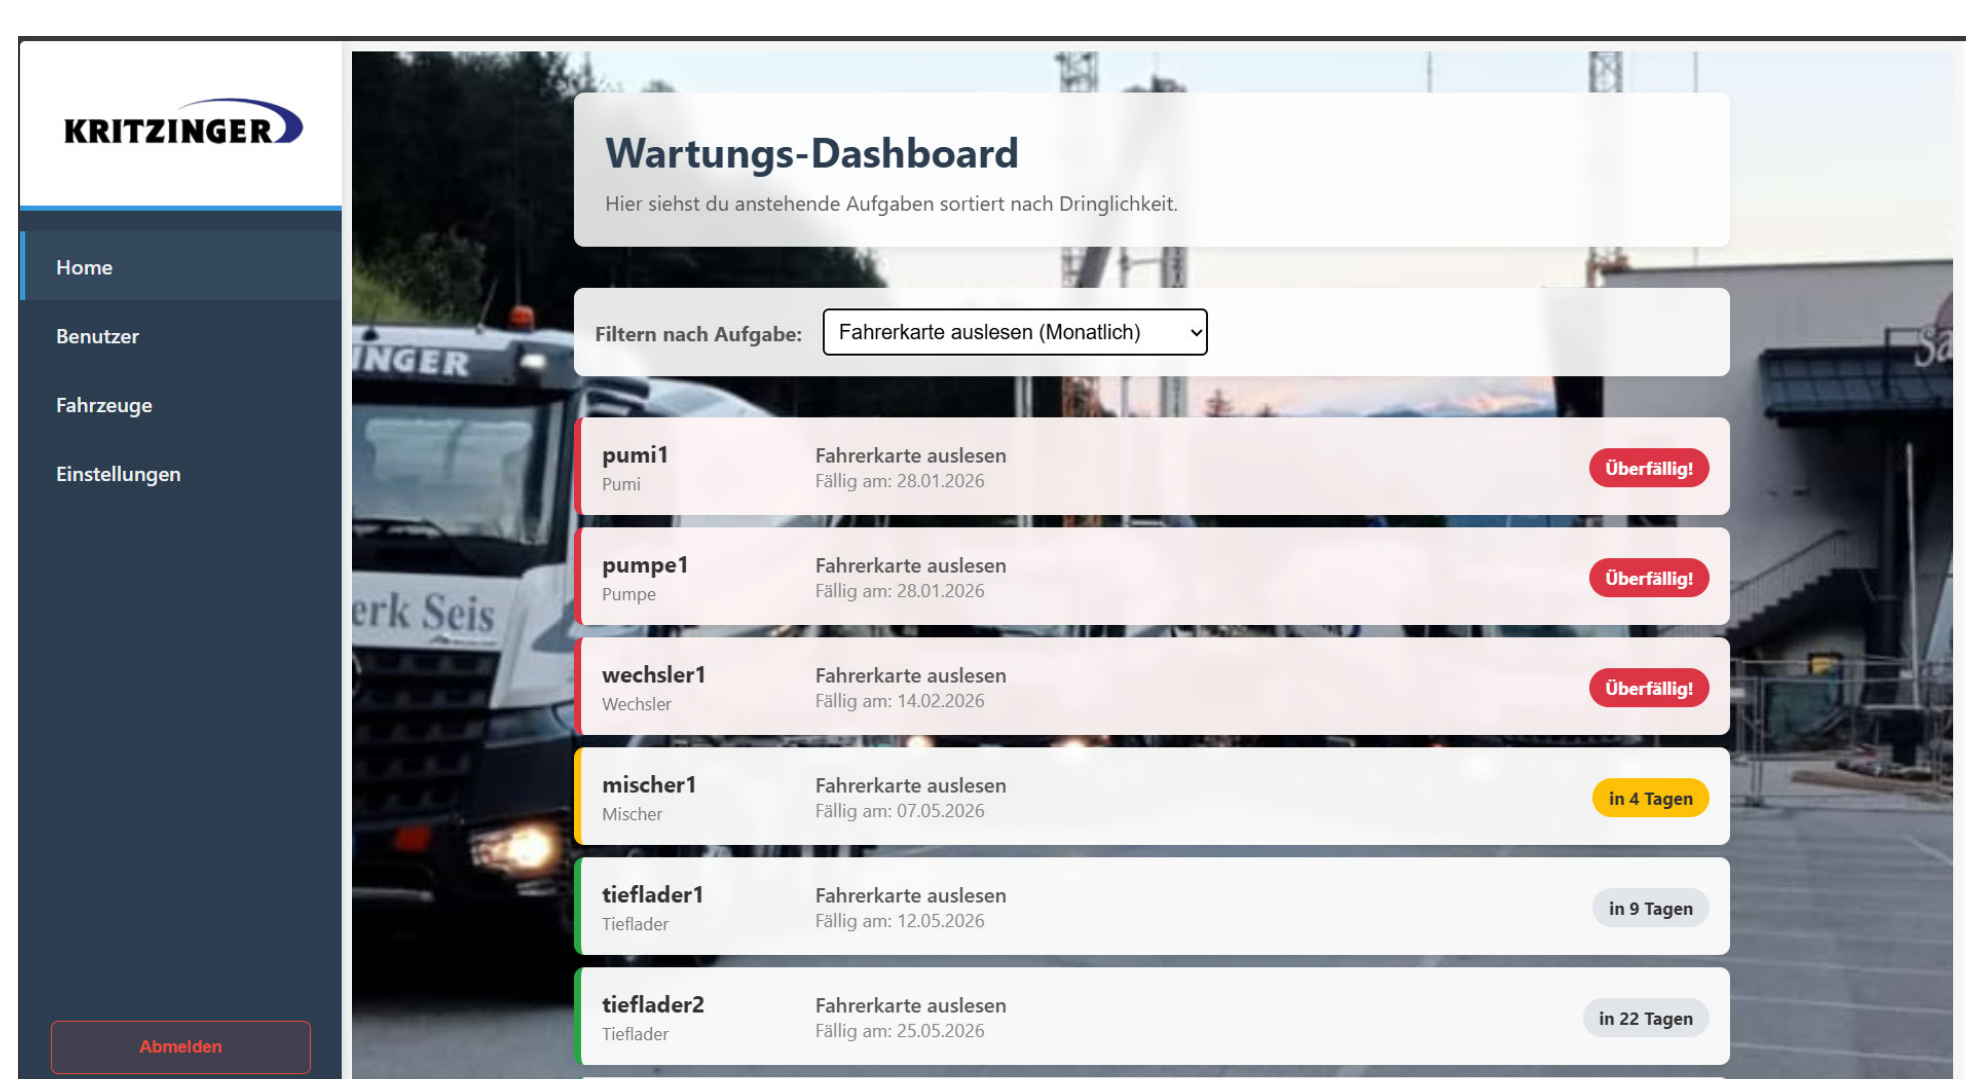 KRITZINGER
Home
Benutzer
Fahrzeuge
Einstellungen
Abmelden
Wartungs-Dashboard
Hier siehst du anstehende Aufgaben sortiert nach Dringlichkeit.
Filtern nach Aufgabe: Fahrerkarte auslesen (Monatlich)
pumi1 Fahrerkarte auslesen Überfällig!
Pumi Fällig am: 28.01.2026
pumpe1 Fahrerkarte auslesen Überfällig!
Pumpe Fällig am: 28.01.2026
wechsler1 Fahrerkarte auslesen Überfällig!
Wechsler Fällig am: 14.02.2026
mischer1 Fahrerkarte auslesen in 4 Tagen
Mischer Fällig am: 07.05.2026
tieflader1 Fahrerkarte auslesen in 9 Tagen
Tieflader Fällig am: 12.05.2026
tieflader2 Fahrerkarte auslesen in 22 Tagen
Tieflader Fällig am: 25.05.2026
INGER
erk Seis
Sa